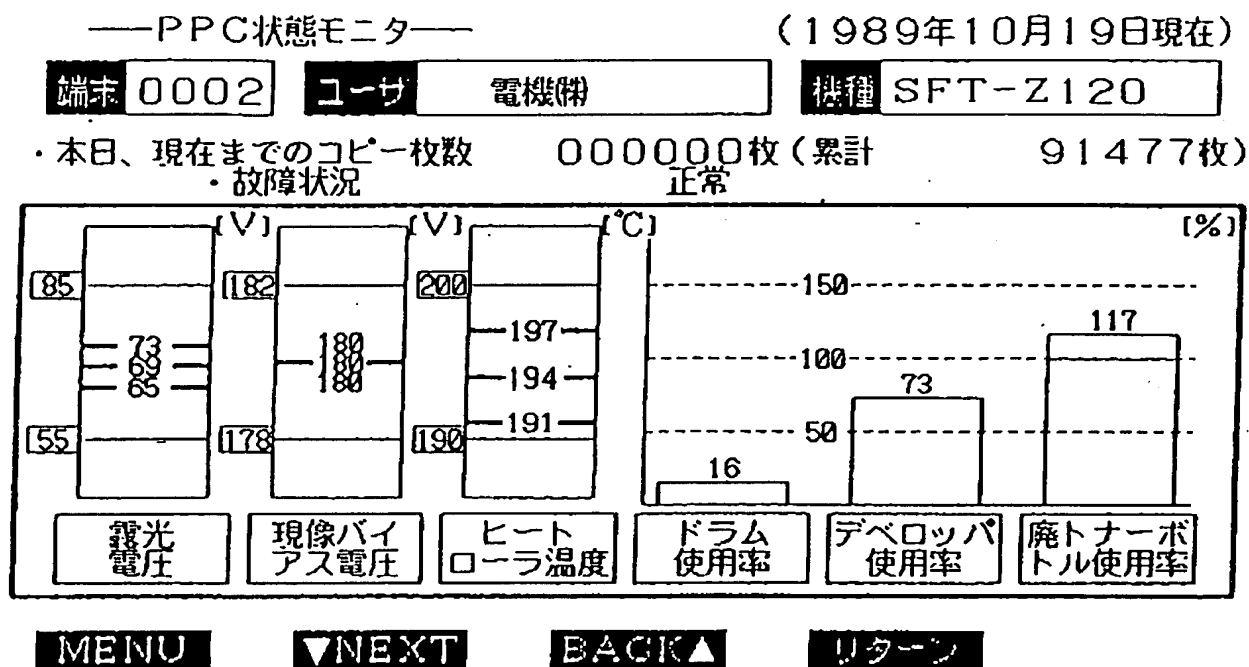 ——PPC状態モニタ——
(1989年10月19日現在)
端末 0002 ユーザ 電機㈱ 機種 SFT-Z120
・本日、現在までのコピー枚数 000000枚(累計 91477枚)
・故障状況 正常
[V] [V] [℃] [%]
85 182 200 150
73 180 197 117
69 180 194 100
65 180 191 73
55 178 190 50
16
露光
電圧
現像バイ
アス電圧
ヒート
ローラ温度
ドラム
使用率
デベロッパ
使用率
廃トナーボ
トル使用率
MENU ▼NEXT BACK▲ リターン